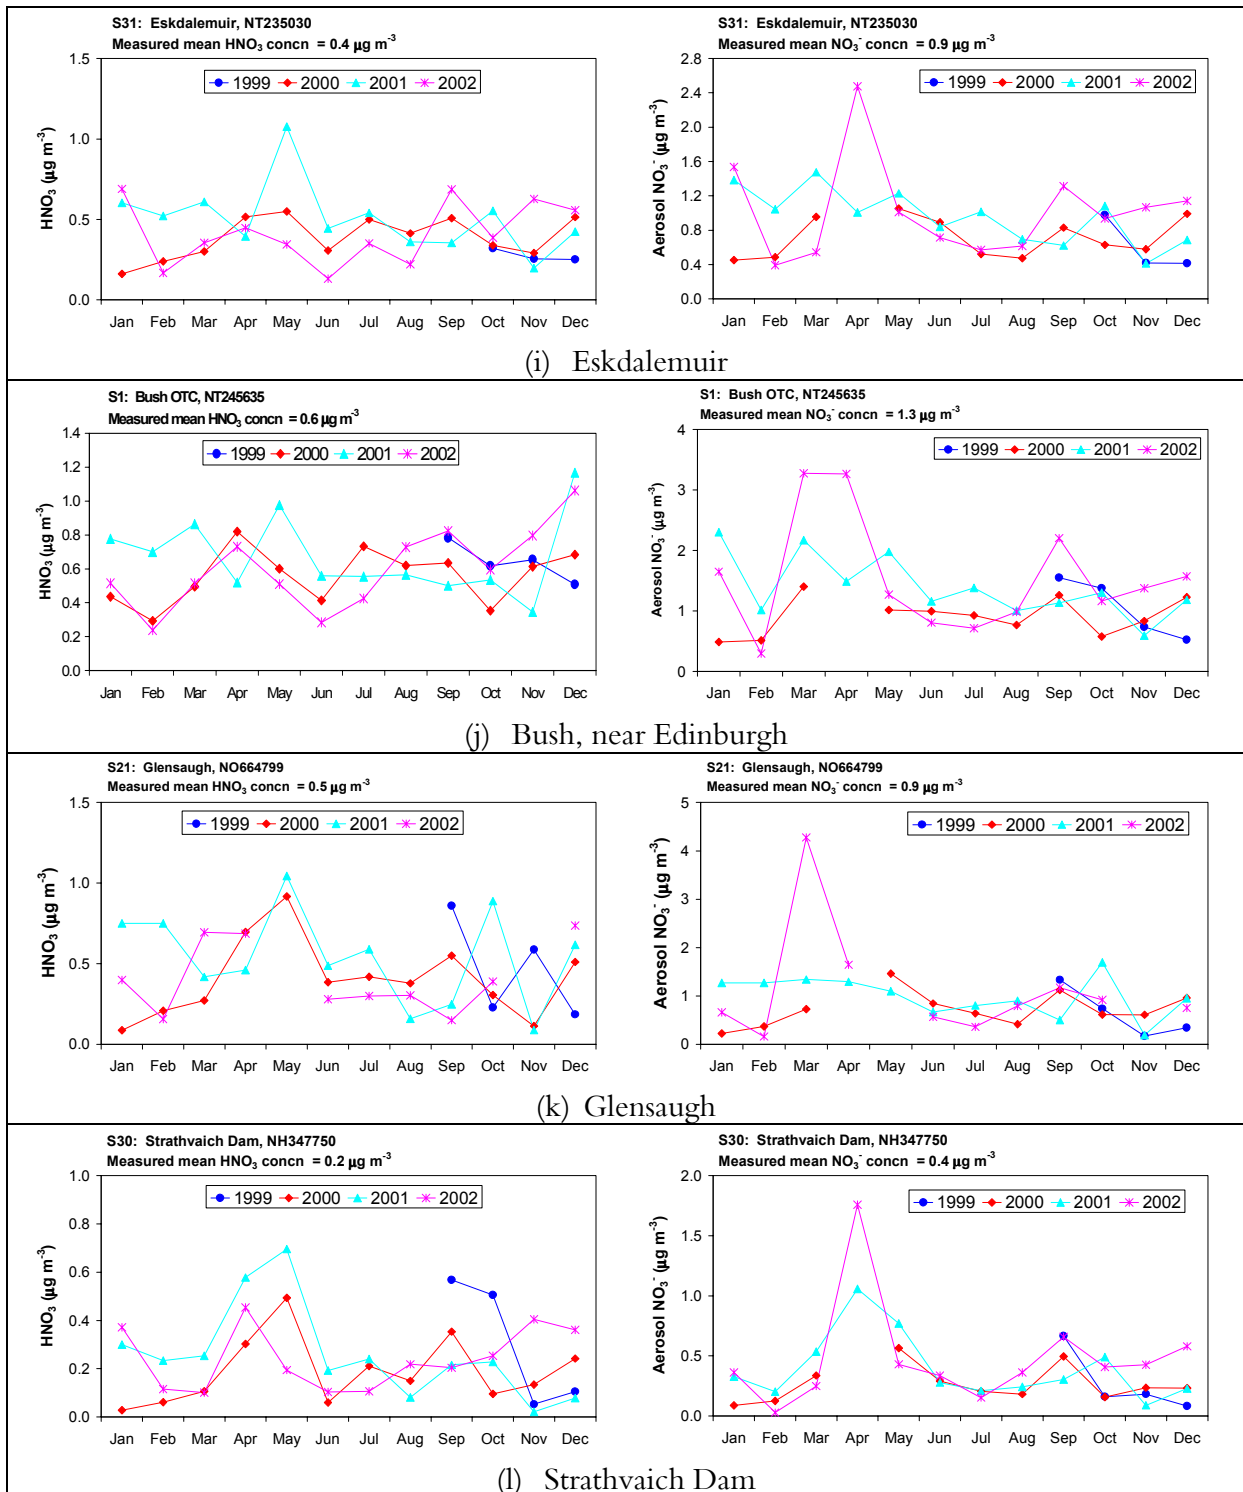 S31: Eskdalemuir, NT235030
Measured mean HNO₃ concn = 0.4 µg m⁻³
1999 2000 2001 2002
HNO₃ (µg m⁻³)
1.5
1.0
0.5
0.0
Jan Feb Mar Apr May Jun Jul Aug Sep Oct Nov Dec
S31: Eskdalemuir, NT235030
Measured mean NO₃⁻ concn = 0.9 µg m⁻³
1999 2000 2001 2002
Aerosol NO₃⁻ (µg m⁻³)
2.8
2.4
2.0
1.6
1.2
0.8
0.4
0.0
Jan Feb Mar Apr May Jun Jul Aug Sep Oct Nov Dec
(i) Eskdalemuir
S1: Bush OTC, NT245635
Measured mean HNO₃ concn = 0.6 µg m⁻³
1999 2000 2001 2002
HNO₃ (µg m⁻³)
1.4
1.2
1.0
0.8
0.6
0.4
0.2
0.0
Jan Feb Mar Apr May Jun Jul Aug Sep Oct Nov Dec
S1: Bush OTC, NT245635
Measured mean NO₃⁻ concn = 1.3 µg m⁻³
1999 2000 2001 2002
Aerosol NO₃⁻ (µg m⁻³)
4
3
2
1
0
Jan Feb Mar Apr May Jun Jul Aug Sep Oct Nov Dec
(j) Bush, near Edinburgh
S21: Glensaugh, NO664799
Measured mean HNO₃ concn = 0.5 µg m⁻³
1999 2000 2001 2002
HNO₃ (µg m⁻³)
1.5
1.0
0.5
0.0
Jan Feb Mar Apr May Jun Jul Aug Sep Oct Nov Dec
S21: Glensaugh, NO664799
Measured mean NO₃⁻ concn = 0.9 µg m⁻³
1999 2000 2001 2002
Aerosol NO₃⁻ (µg m⁻³)
5
4
3
2
1
0
Jan Feb Mar Apr May Jun Jul Aug Sep Oct Nov Dec
(k) Glensaugh
S30: Strathvaich Dam, NH347750
Measured mean HNO₃ concn = 0.2 µg m⁻³
1999 2000 2001 2002
HNO₃ (µg m⁻³)
1.0
0.8
0.6
0.4
0.2
0.0
Jan Feb Mar Apr May Jun Jul Aug Sep Oct Nov Dec
S30: Strathvaich Dam, NH347750
Measured mean NO₃⁻ concn = 0.4 µg m⁻³
1999 2000 2001 2002
Aerosol NO₃⁻ (µg m⁻³)
2.0
1.5
1.0
0.5
0.0
Jan Feb Mar Apr May Jun Jul Aug Sep Oct Nov Dec
(l) Strathvaich Dam